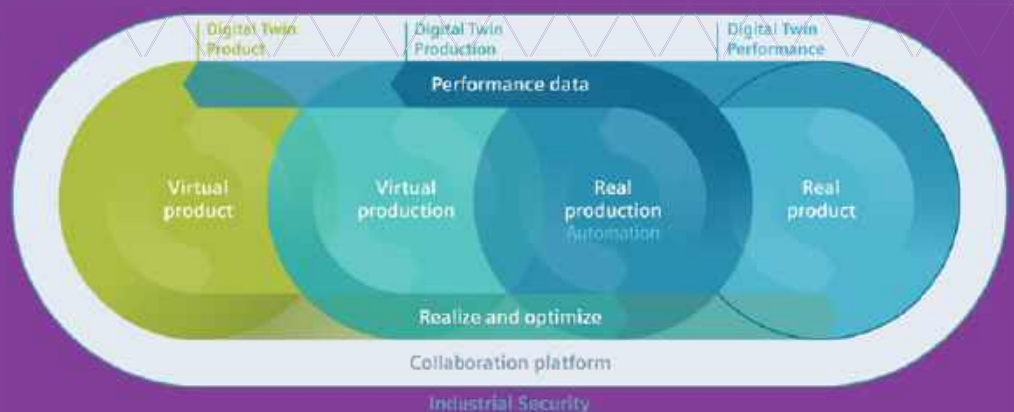 Digital Twin
Product
Digital Twin
Production
Digital Twin
Performance
Performance data
Virtual
product
Virtual
production
Real
production
Automation
Real
product
Realize and optimize
Collaboration platform
Industrial Security